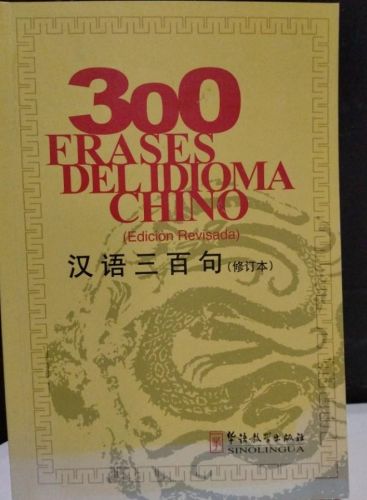 300
FRASES
DEL IDIOMA
CHINO
(Edición Revisada)
汉语三百句(修订本)
华语教学出版社
SINOLINGUA